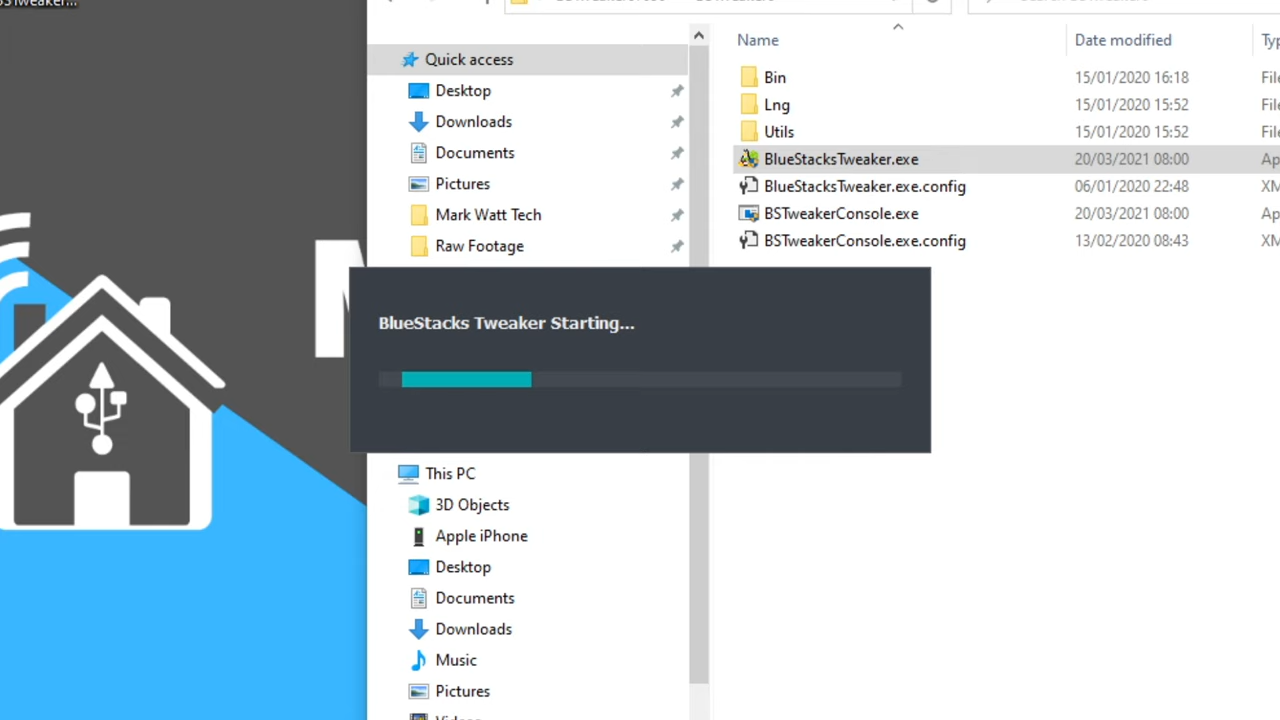 Name
Date modified
Quick access
Desktop
Downloads
Documents
Pictures
Mark Watt Tech
Raw Footage
Bin 15/01/2020 16:18
Lng 15/01/2020 15:52
Utils 15/01/2020 15:52
BlueStacksTweaker.exe 20/03/2021 08:00
BlueStacksTweaker.exe.config 06/01/2020 22:48
BSTweakerConsole.exe 20/03/2021 08:00
BSTweakerConsole.exe.config 13/02/2020 08:43
BlueStacks Tweaker Starting...
This PC
3D Objects
Apple iPhone
Desktop
Documents
Downloads
Music
Pictures